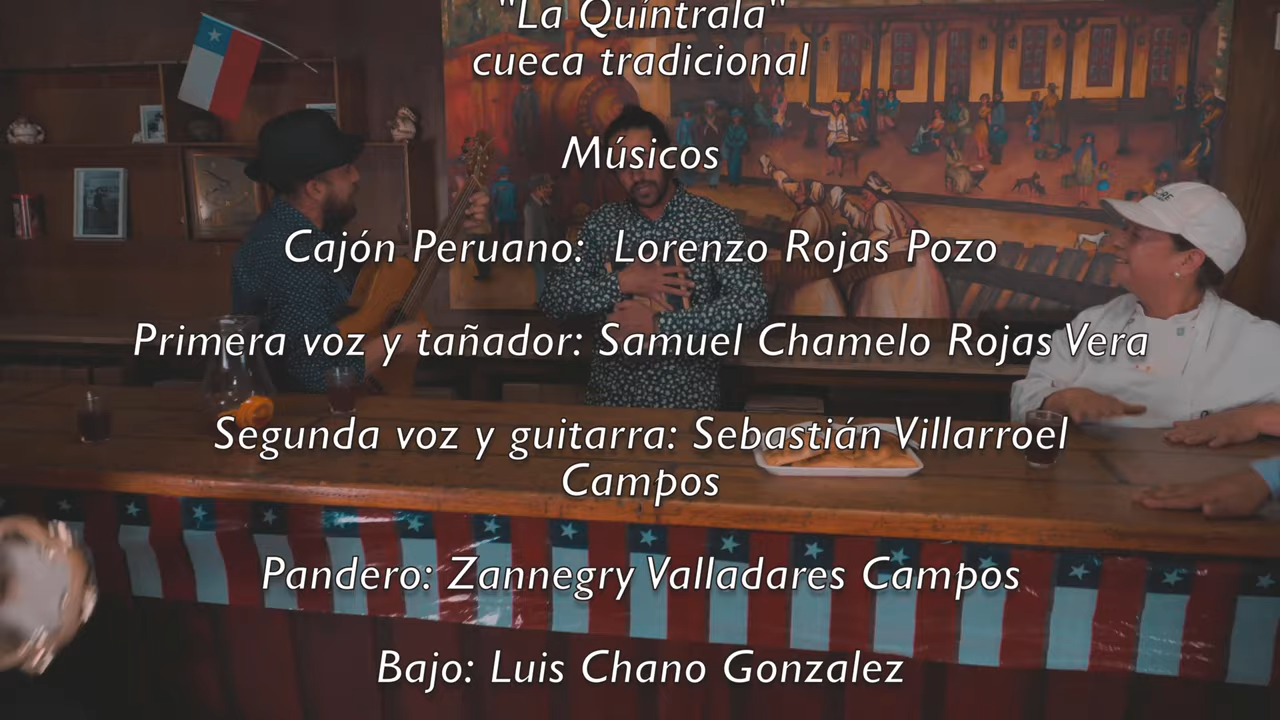 "La Quíntrala"
cueca tradicional
Músicos
Cajón Peruano: Lorenzo Rojas Pozo
Primera voz y tañador: Samuel Chamelo Rojas Vera
Segunda voz y guitarra: Sebastián Villarroel
Campos
Pandero: Zannegry Valladares Campos
Bajo: Luis Chano Gonzalez